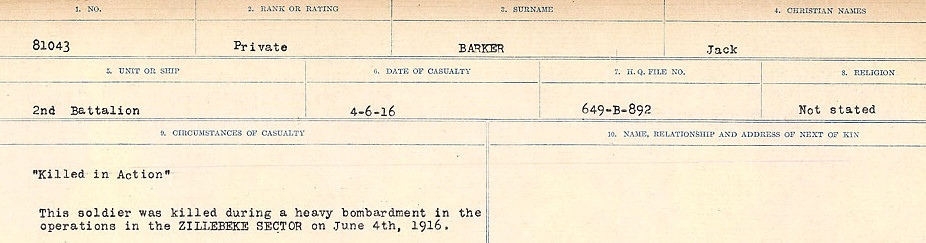 1. NO. 2. RANK OR RATING 3. SURNAME 4. CHRISTIAN NAMES
81043 Private BARKER Jack
5. UNIT OR SHIP 6. DATE OF CASUALTY 7. H.Q. FILE NO. 8. RELIGION
2nd Battalion 4-6-16 649-B-892 Not stated
9. CIRCUMSTANCES OF CASUALTY 10. NAME, RELATIONSHIP AND ADDRESS OF NEXT OF KIN
"Killed in Action"
This soldier was killed during a heavy bombardment in the
operations in the ZILLEBEKE SECTOR on June 4th, 1916.